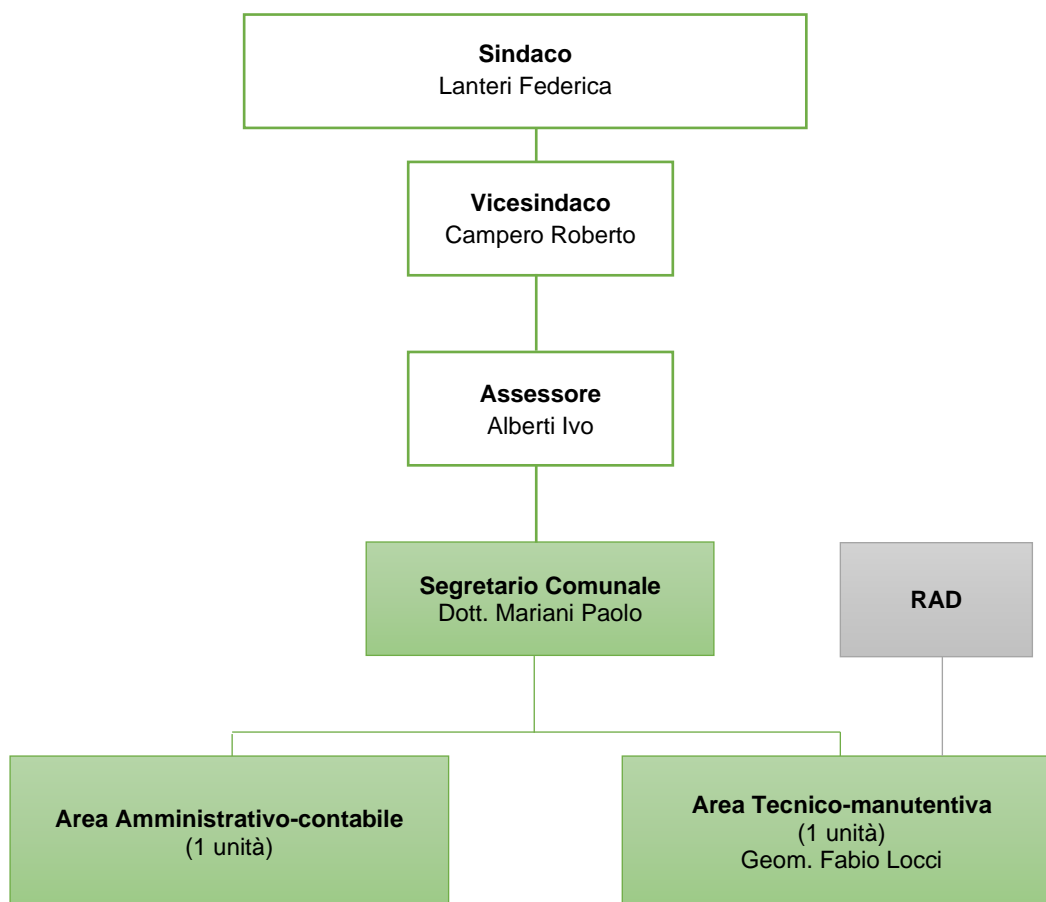 Sindaco
Lanteri Federica
Vicesindaco
Campero Roberto
Assessore
Alberti Ivo
Segretario Comunale
Dott. Mariani Paolo
RAD
Area Amministrativo-contabile
(1 unità)
Area Tecnico-manutentiva
(1 unità)
Geom. Fabio Locci